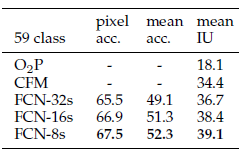 pixel mean mean
59 class acc. acc. IU
O₂P - - 18.1
CFM - - 34.4
FCN-32s 65.5 49.1 36.7
FCN-16s 66.9 51.3 38.4
FCN-8s 67.5 52.3 39.1